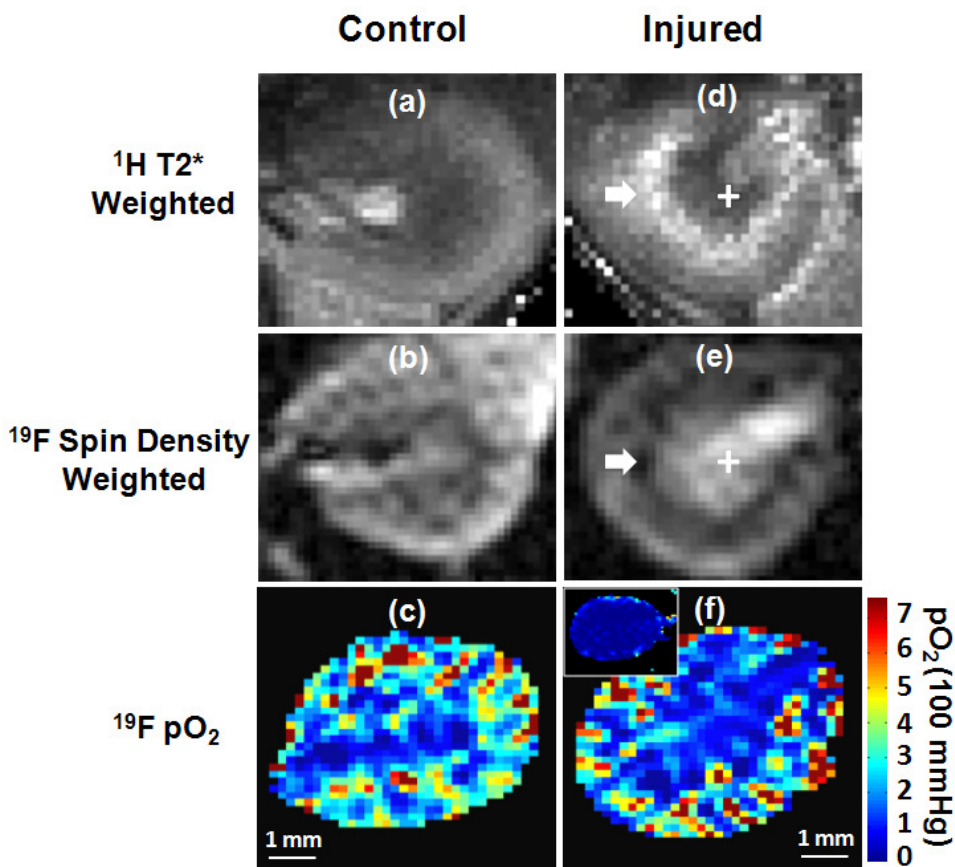 Control Injured
(a) (d)
¹H T2*
Weighted
(b) (e)
¹⁹F Spin Density
Weighted
(c) (f)
¹⁹F pO₂
1 mm 1 mm
7
6
5
4
3
2
1
0
pO₂(100 mmHg)